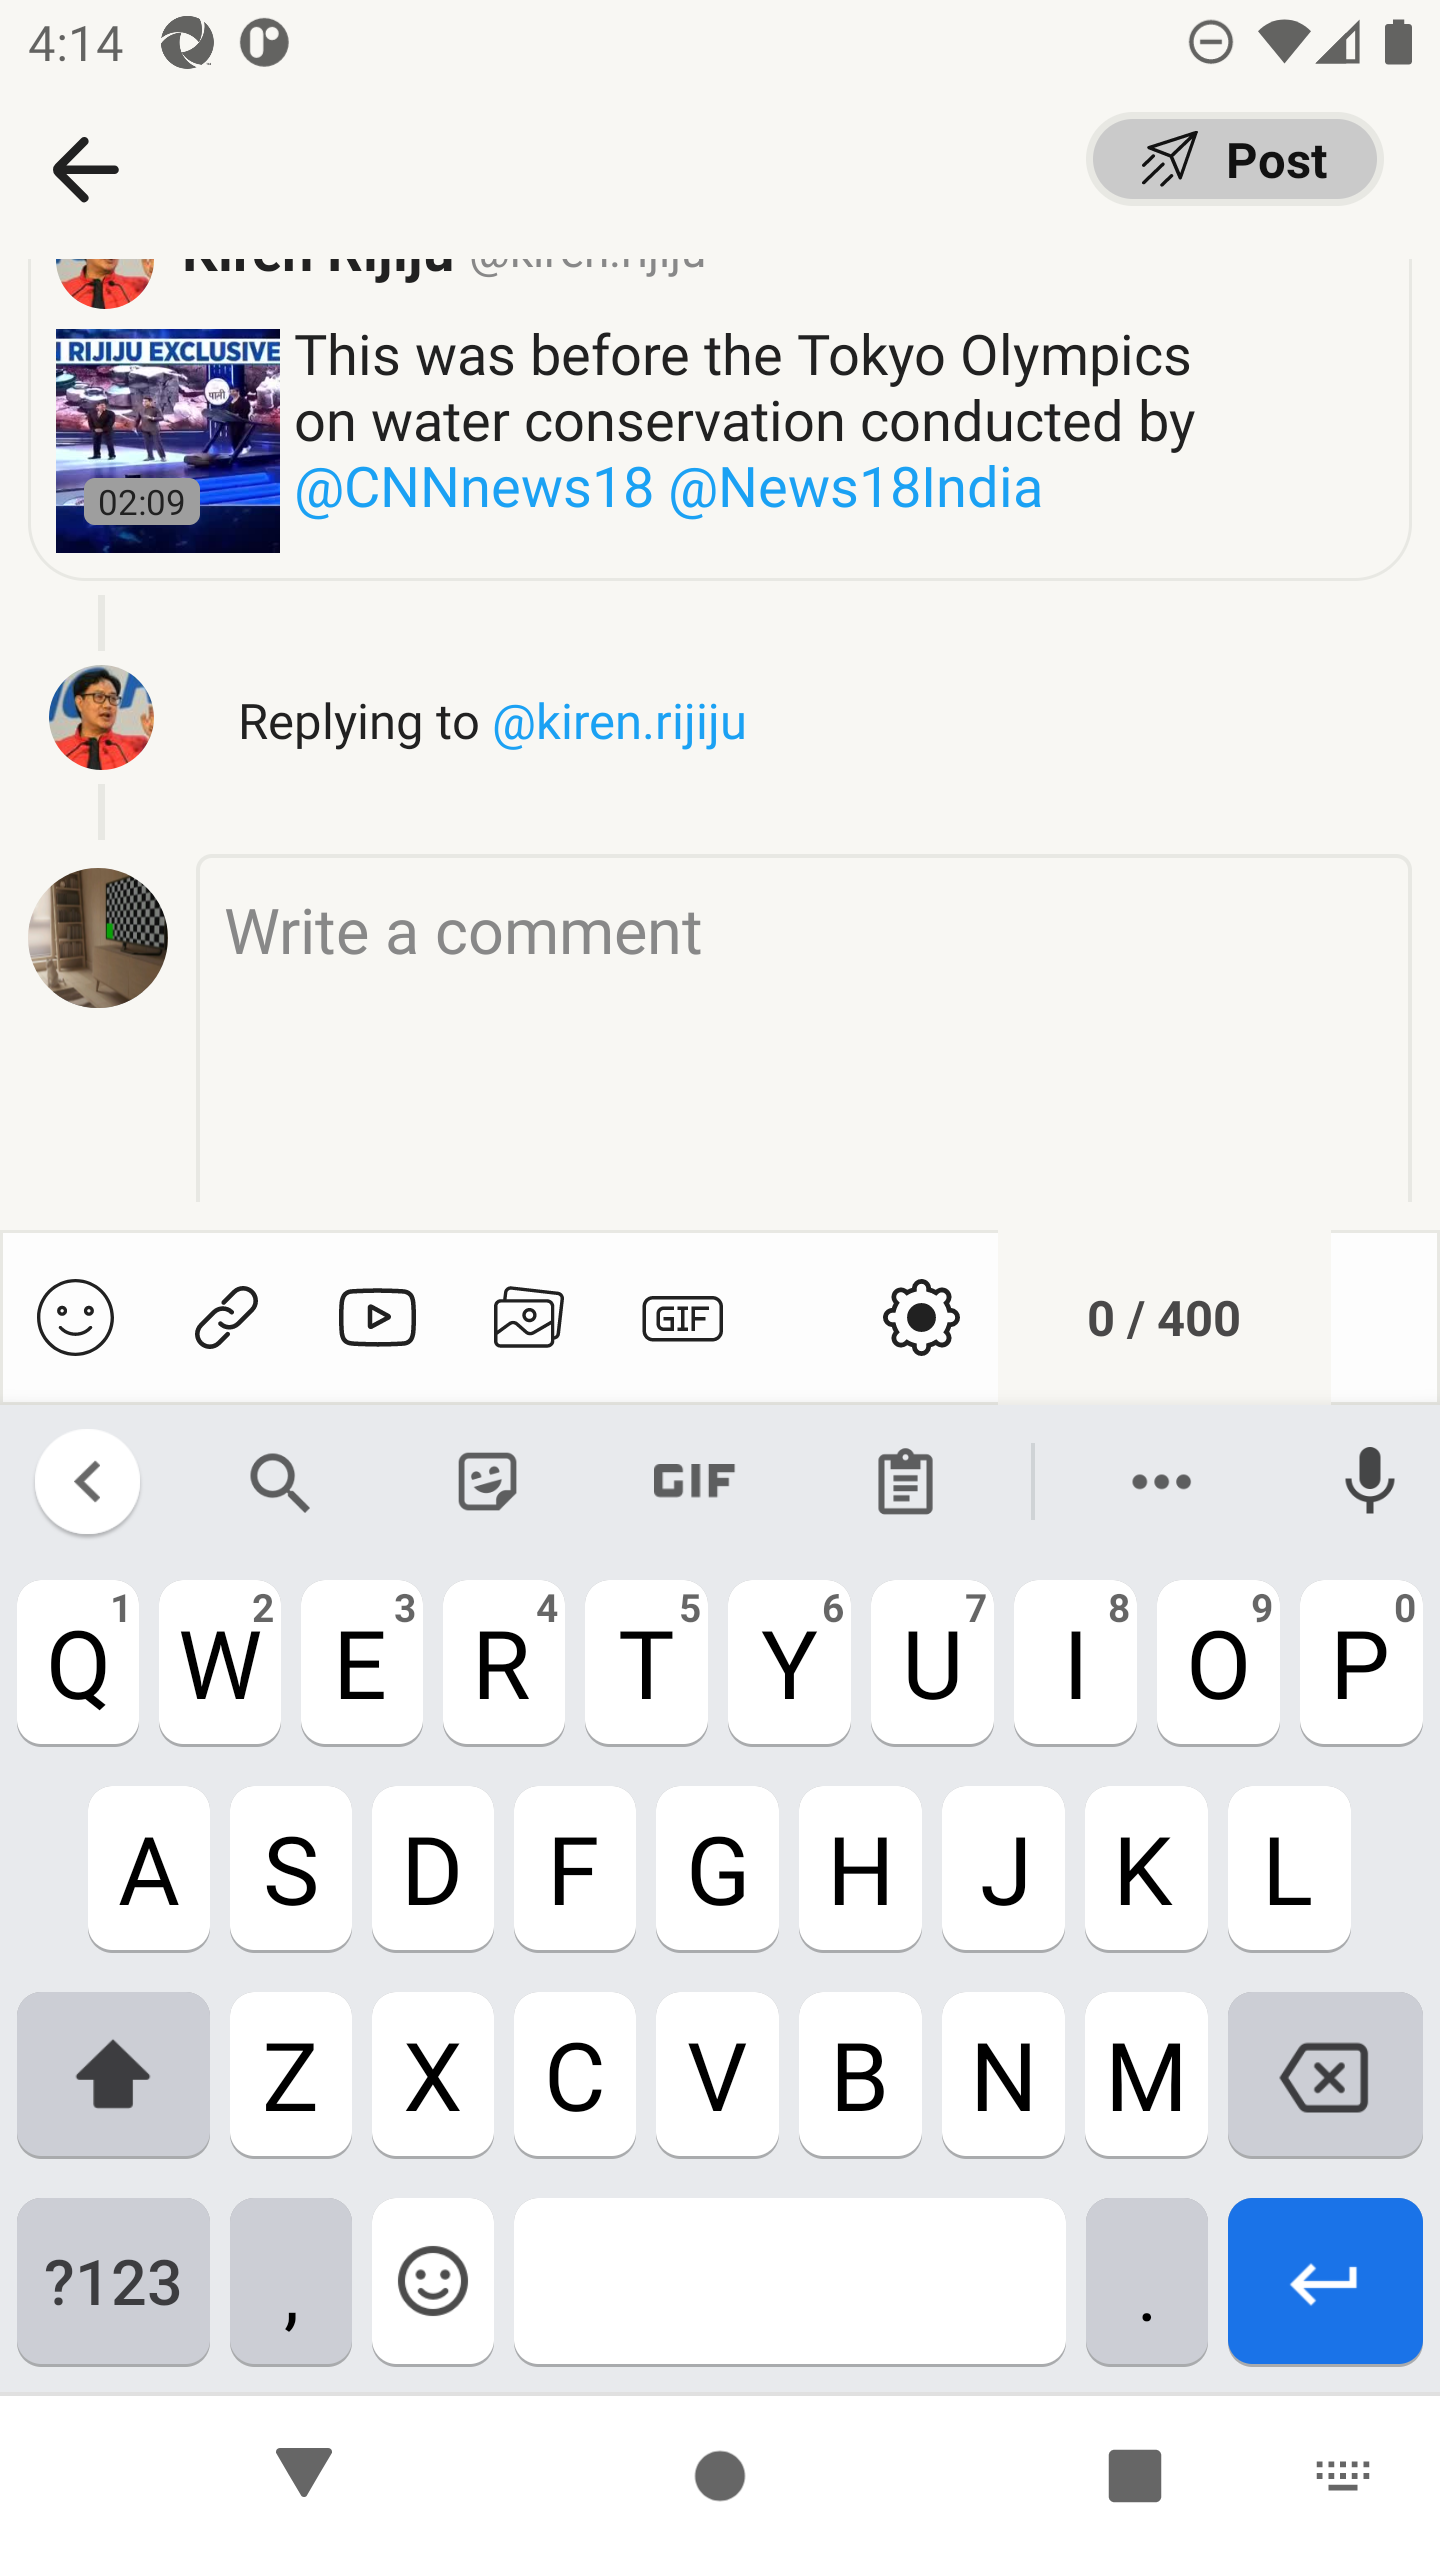 4:14
Post
Kiren Rijiju @kiren.rijiju
RIJIJU EXCLUSIVE
पानी
02:09
This was before the Tokyo Olympics
on water conservation conducted by
@CNNnews18 @News18India
Replying to @kiren.rijiju
Write a comment
GIF
0 / 400
GIF
1 2 3 4 5 6 7 8 9 0
Q W E R T Y U I O P
A S D F G H J K L
Z X C V B N M
?123 , .